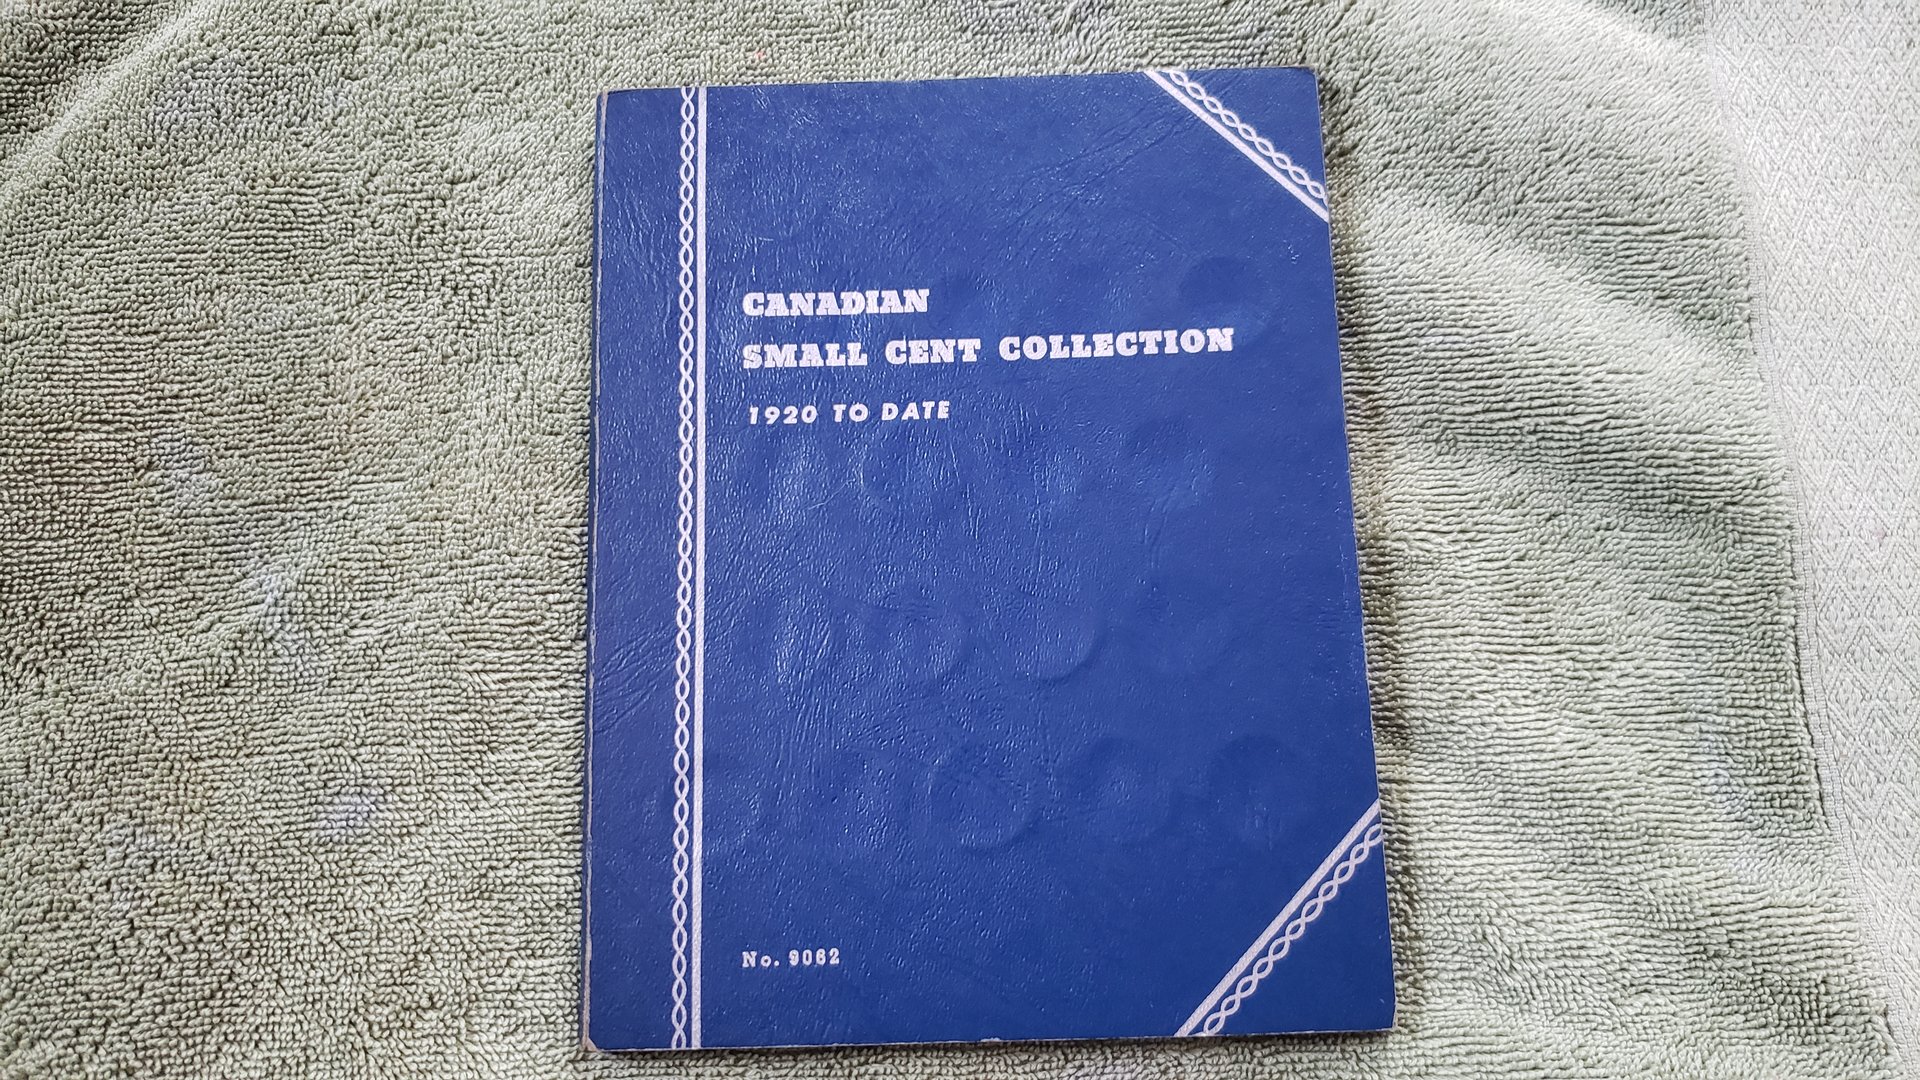 CANADIAN
SMALL CENT COLLECTION
1920 TO DATE
No. 9062